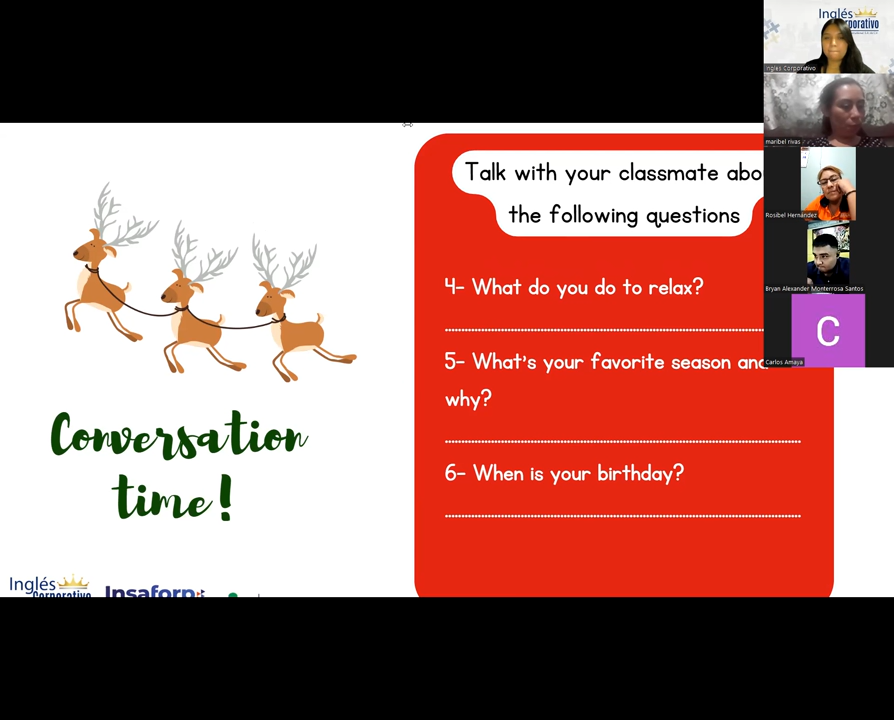 Talk with your classmate abo
the following questions
4- What do you do to relax?
5- What's your favorite season and
why?
6- When is your birthday?
Conversation
time!
Inglés
Corporativo
Insaforp
Inglés
Corporativo
Inglés Corporativo
maribel rivas
Rosibel Hernández
Bryan Alexander Monterrosa Santos
C
Carlos Amaya